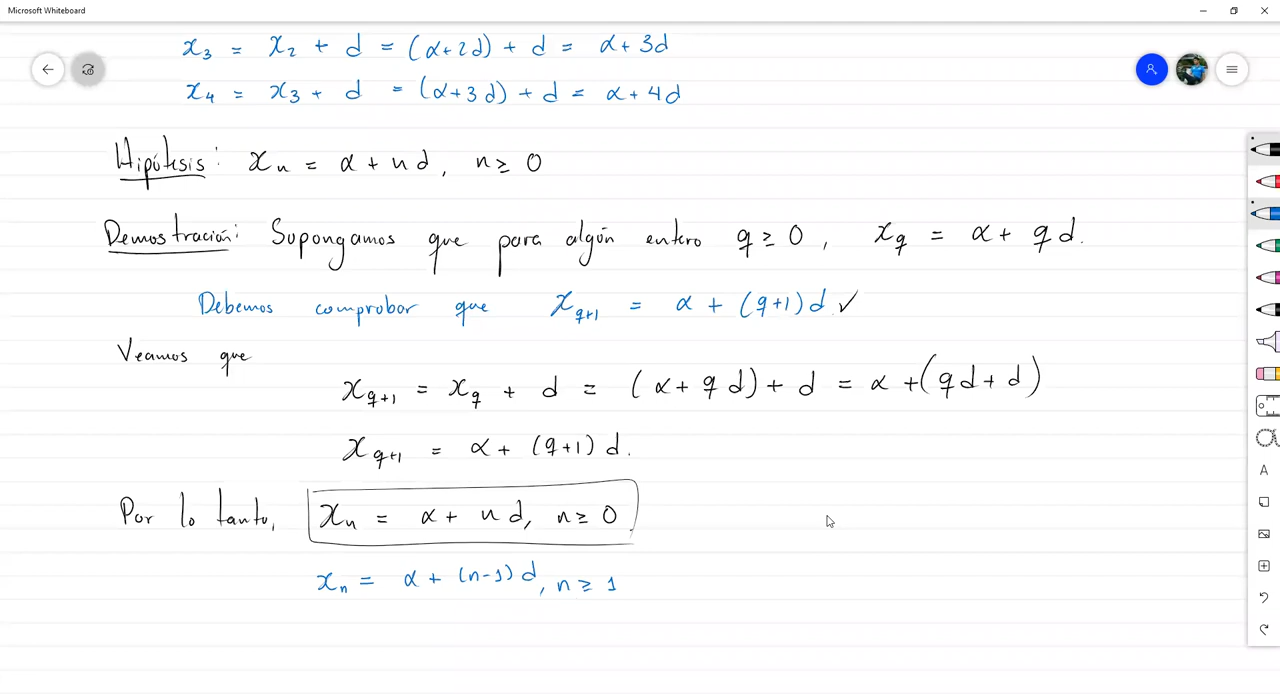 Microsoft Whiteboard
x₃ = x₂ + d = (α+2d) + d = α + 3d
x₄ = x₃ + d = (α+3d) + d = α + 4d
Hipótesis: xₙ = α + nd, n ≥ 0
Demostración: Supongamos que para algún entero q ≥ 0, x_q = α + qd.
Debemos comprobar que x_{q+1} = α + (q+1)d. ✓
Veamos que
x_{q+1} = x_q + d = (α + qd) + d = α + (qd + d)
x_{q+1} = α + (q+1)d.
Por lo tanto, xₙ = α + nd, n ≥ 0
xₙ = α + (n-1)d, n ≥ 1
A